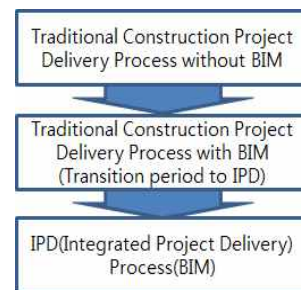 Traditional Construction Project
Delivery Process without BIM
Traditional Construction Project
Delivery Process with BIM
(Transition period to IPD)
IPD(Integrated Project Delivery)
Process(BIM)